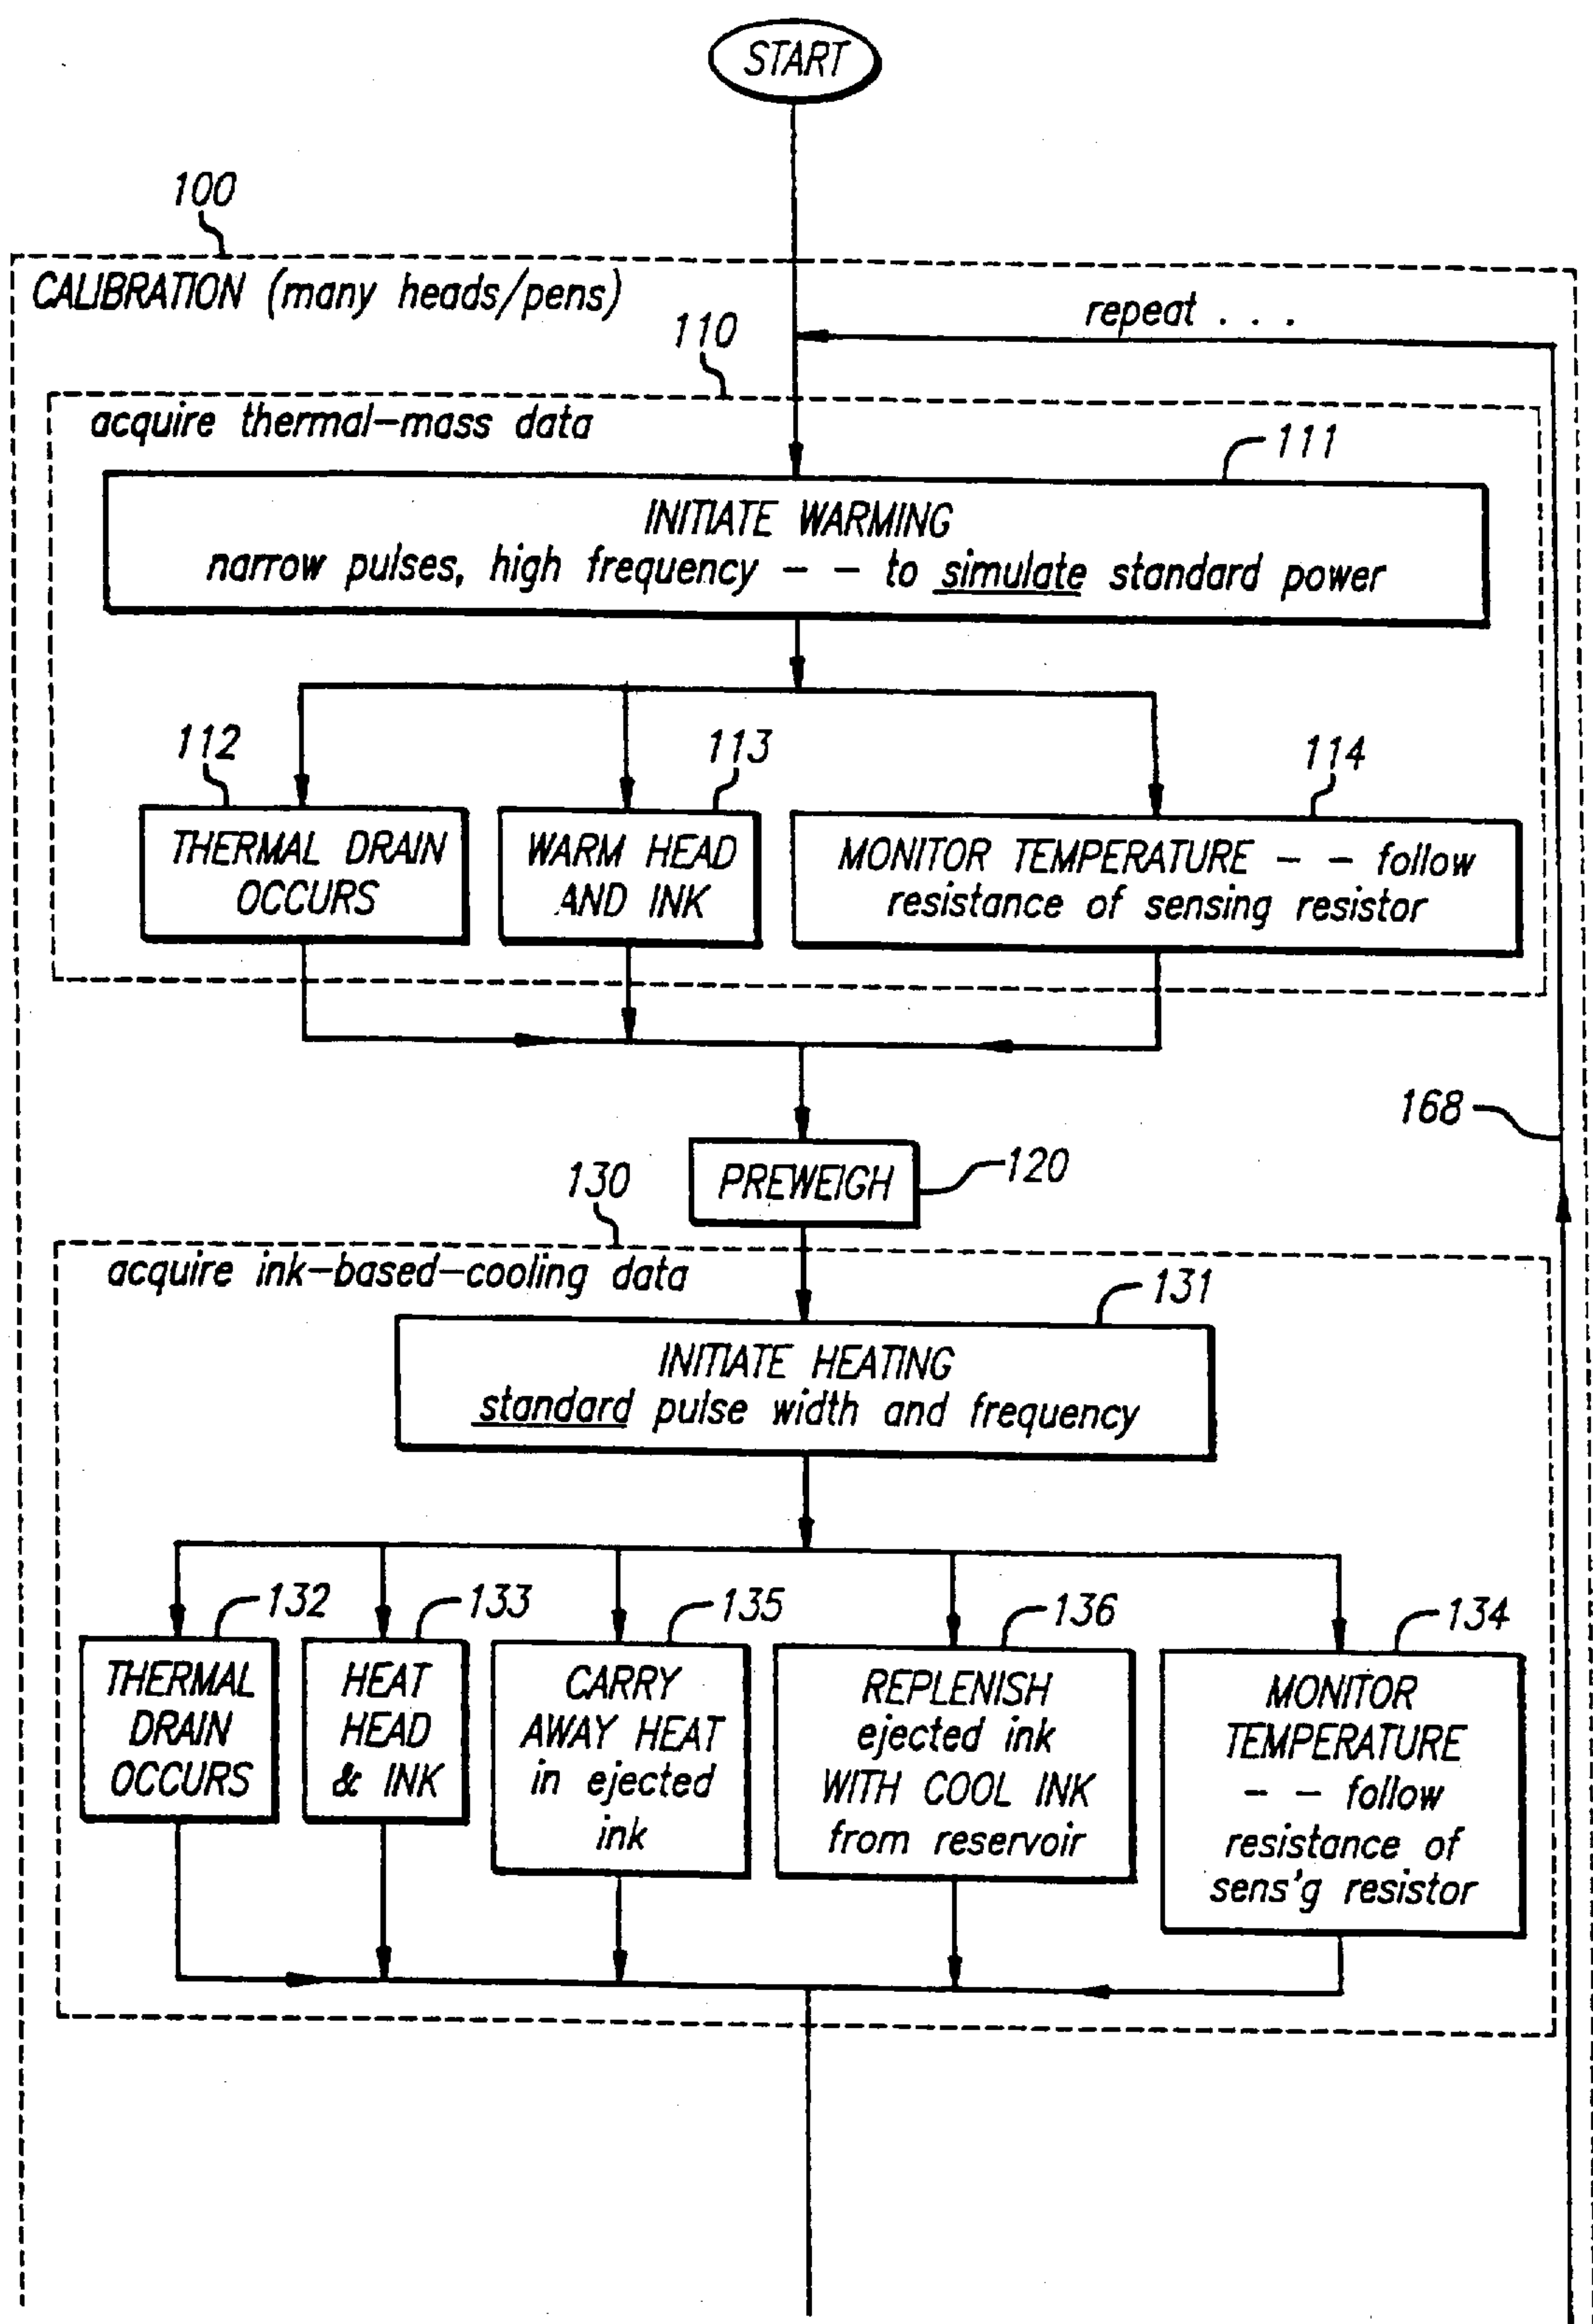 START
100
CALIBRATION (many heads/pens)
repeat . . .
110
acquire thermal-mass data
111
INITIATE WARMING
narrow pulses, high frequency - - to simulate standard power
112
113
114
THERMAL DRAIN
OCCURS
WARM HEAD
AND INK
MONITOR TEMPERATURE - - follow
resistance of sensing resistor
168
PREWEIGH
120
130
acquire ink-based-cooling data
131
INITIATE HEATING
standard pulse width and frequency
132
133
135
136
134
THERMAL
DRAIN
OCCURS
HEAT
HEAD
& INK
CARRY
AWAY HEAT
in ejected
ink
REPLENISH
ejected ink
WITH COOL INK
from reservoir
MONITOR
TEMPERATURE
- - follow
resistance of
sens'g resistor